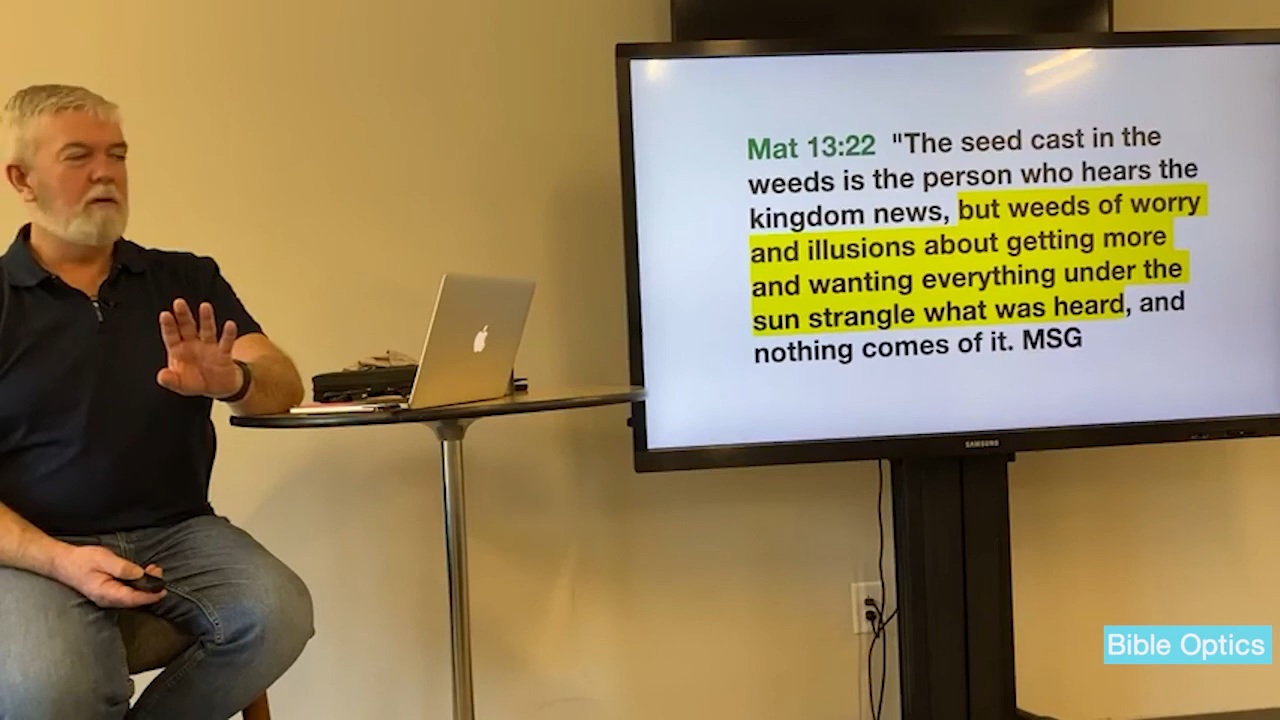 Mat 13:22 "The seed cast in the
weeds is the person who hears the
kingdom news, but weeds of worry
and illusions about getting more
and wanting everything under the
sun strangle what was heard, and
nothing comes of it. MSG
SAMSUNG
Bible Optics